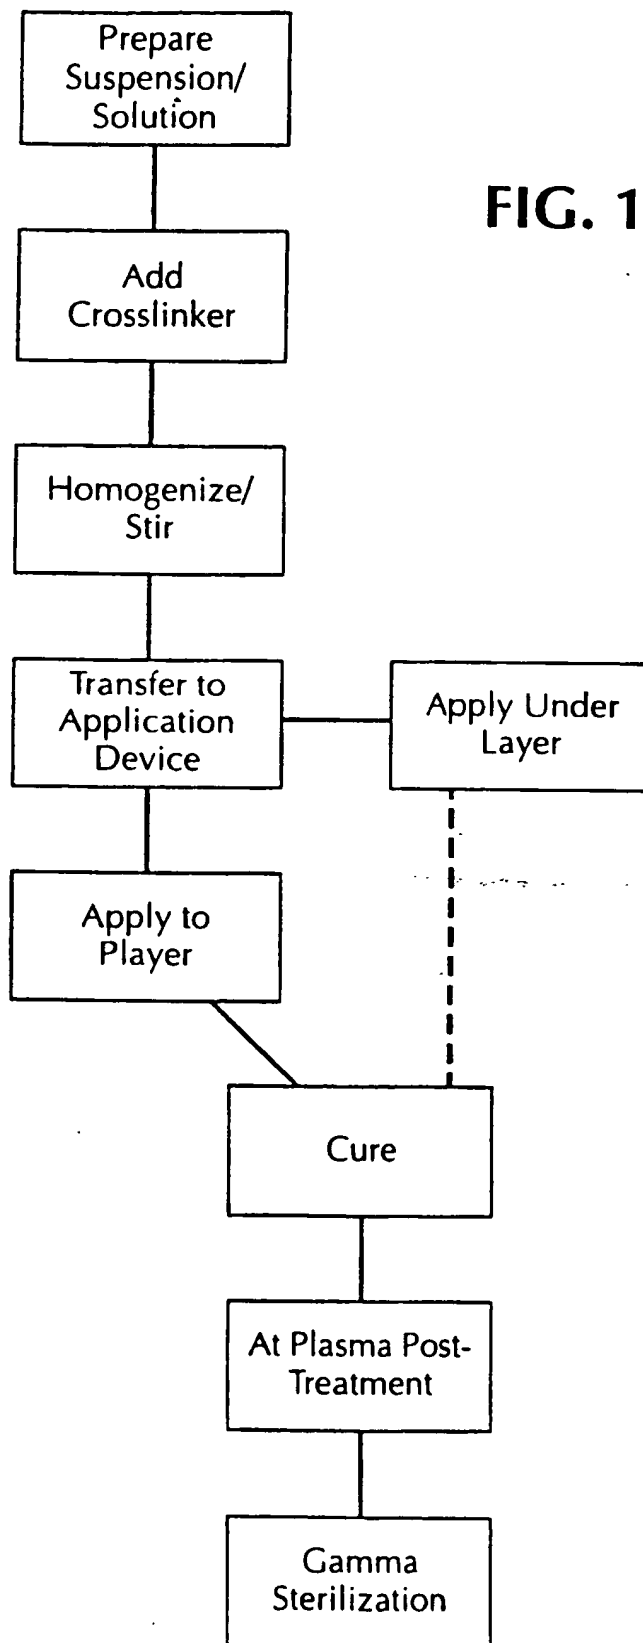 Prepare
Suspension/
Solution
FIG. 1
Add
Crosslinker
Homogenize/
Stir
Transfer to
Application
Device
Apply Under
Layer
Apply to
Player
Cure
At Plasma Post-
Treatment
Gamma
Sterilization